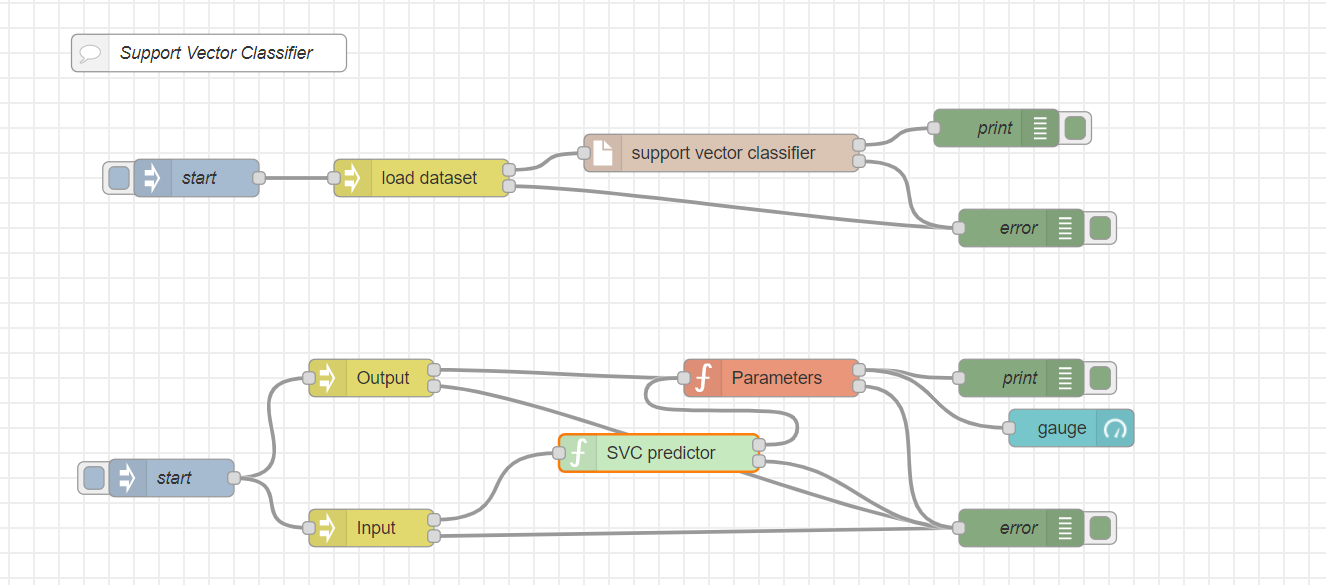 Support Vector Classifier
print
support vector classifier
start
load dataset
error
Output
Parameters
print
gauge
SVC predictor
start
Input
error